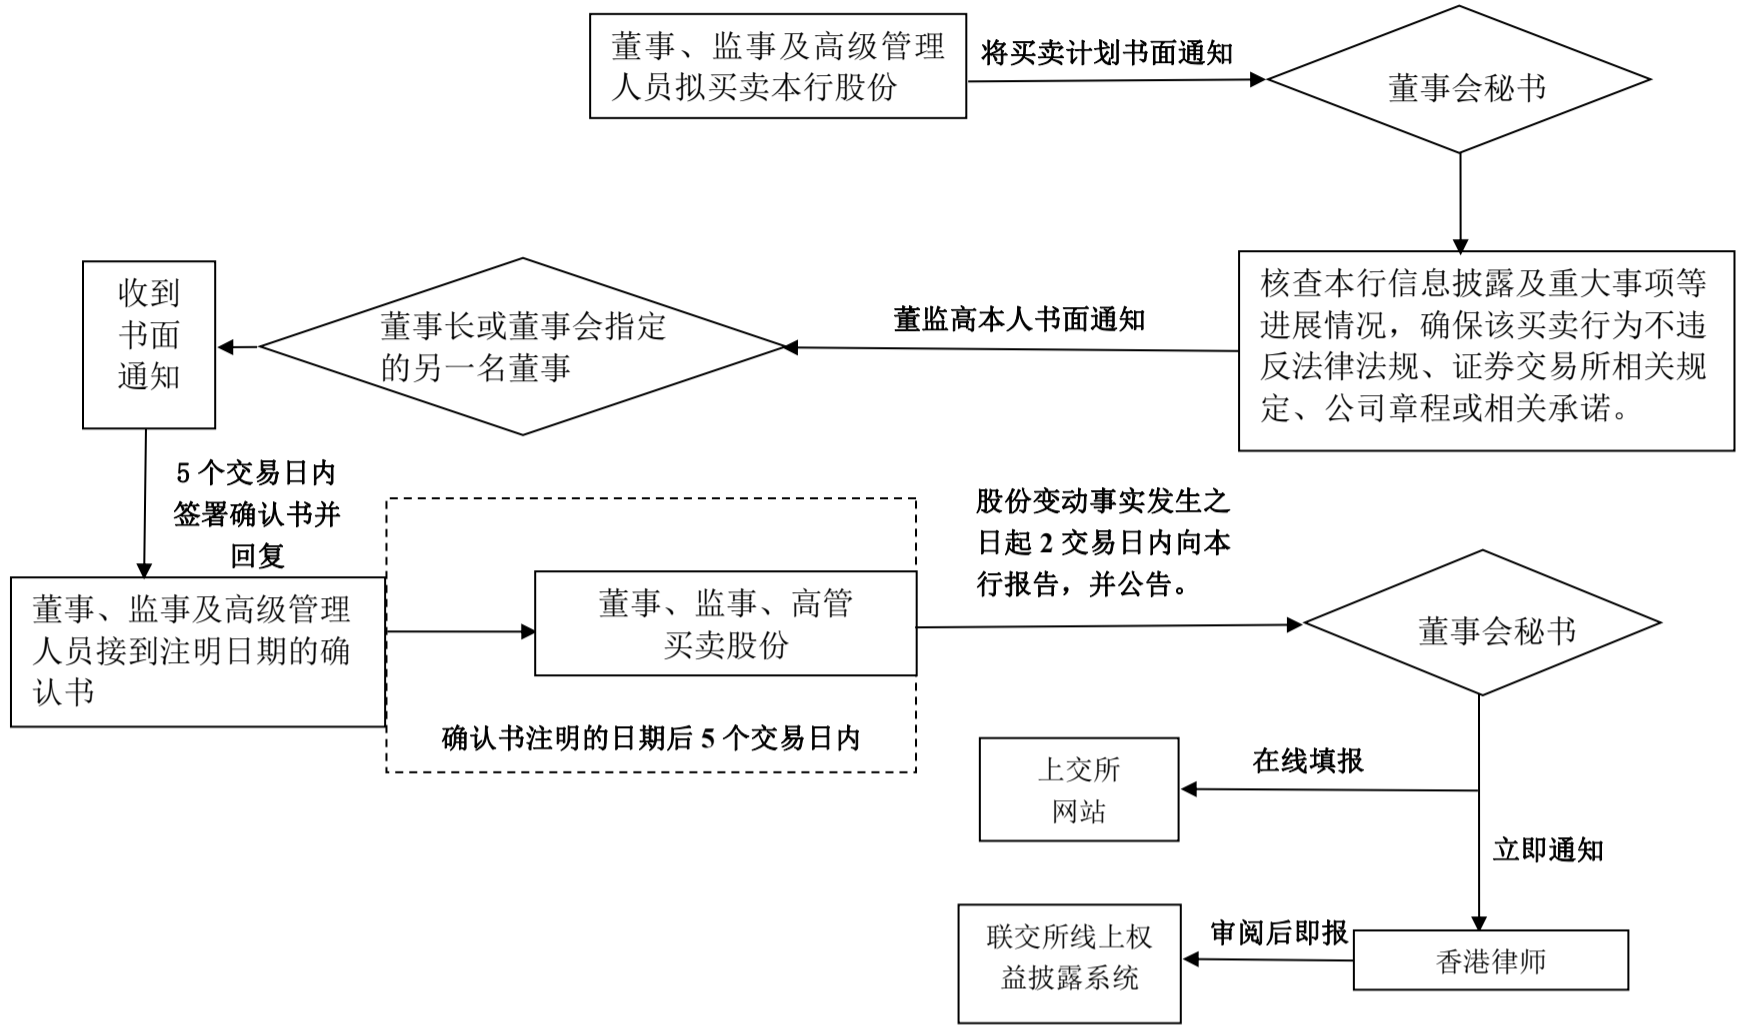 董事、监事及高级管理
人员拟买卖本行股份
将买卖计划书面通知
董事会秘书
核查本行信息披露及重大事项等
进展情况，确保该买卖行为不违
反法律法规、证券交易所相关规
定、公司章程或相关承诺。
董监高本人书面通知
董事长或董事会指定
的另一名董事
收到
书面
通知
5 个交易日内
签署确认书并
回复
董事、监事及高级管理
人员接到注明日期的确
认书
董事、监事、高管
买卖股份
确认书注明的日期后 5 个交易日内
股份变动事实发生之
日起 2 交易日内向本
行报告，并公告。
董事会秘书
在线填报
上交所
网站
立即通知
香港律师
审阅后即报
联交所线上权
益披露系统